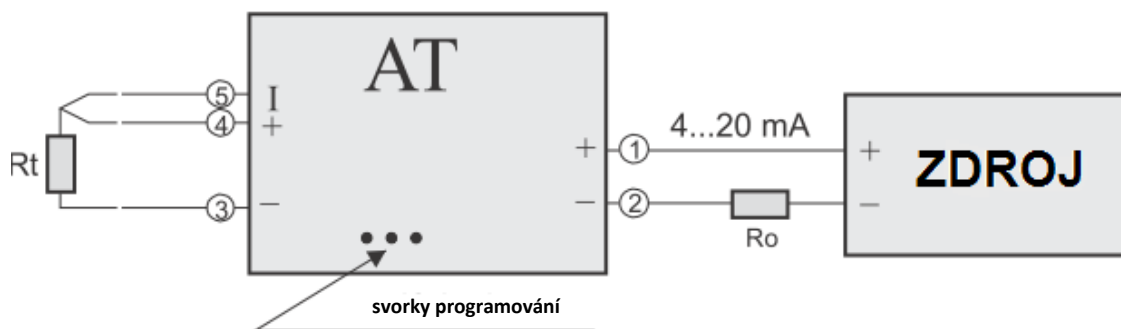 AT
5 I
4 +
Rt
3 −
+ 1
4...20 mA
+
ZDROJ
− 2
Ro
−
svorky programování